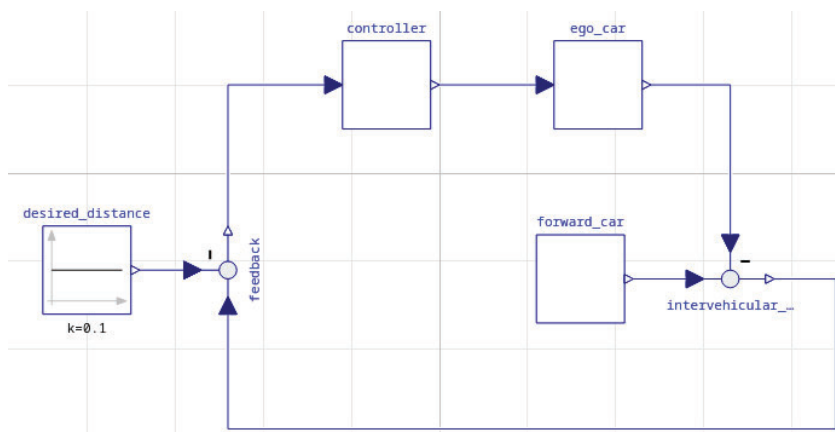 controller
ego_car
desired_distance
feedback
forward_car
intervehicular_…
k=0.1